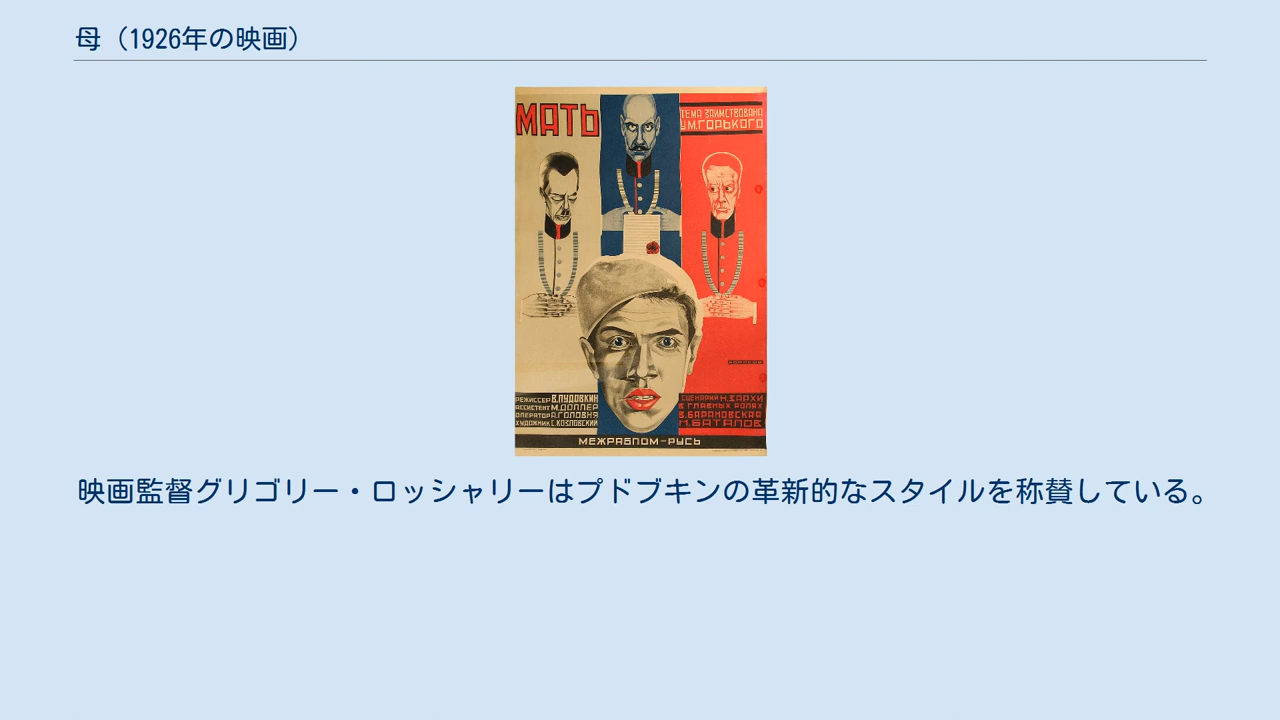 母（1926年の映画）
МАТЬ
ТЕМА ЗАИМСТВОВАНА
У М.ГОРЬКОГО
РЕЖИССЕР В.ПУДОВКИН
АССИСТЕНТ М.ДОЛЛЕР
ОПЕРАТОР А.ГОЛОВНЯ
ХУДОЖНИК С.КОЗЛОВСКИЙ
СЦЕНАРИЙ Н.ЗАРХИ
В ГЛАВНЫХ РОЛЯХ
В.БАРАНОВСКАЯ
Н.БАТАЛОВ
МЕЖРАБПОМ-РУСЬ
映画監督グリゴリー・ロッシャリーはプドブキンの革新的なスタイルを称賛している。